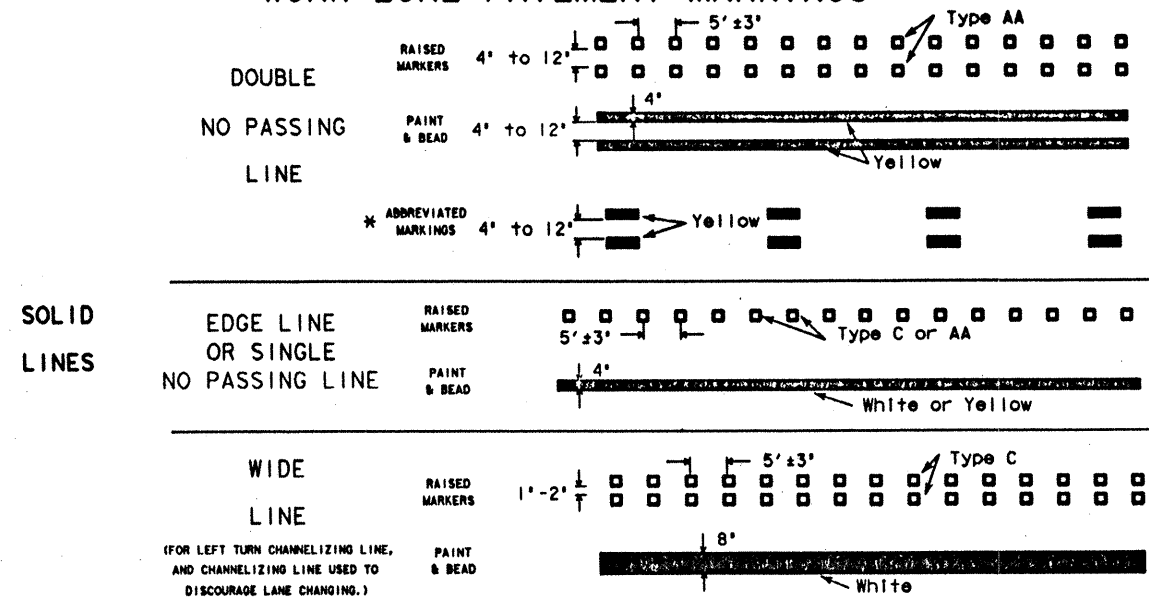 5'±3"
Type AA
RAISED
MARKERS
4" to 12"
DOUBLE
NO PASSING
LINE
PAINT
& BEAD
4" to 12"
4"
Yellow
* ABBREVIATED
MARKINGS
4" to 12"
Yellow
SOLID
LINES
EDGE LINE
OR SINGLE
NO PASSING LINE
RAISED
MARKERS
5'±3"
Type C or AA
PAINT
& BEAD
4"
White or Yellow
WIDE
LINE
(FOR LEFT TURN CHANNELIZING LINE,
AND CHANNELIZING LINE USED TO
DISCOURAGE LANE CHANGING.)
RAISED
MARKERS
1"-2"
5'±3"
Type C
PAINT
& BEAD
8"
White